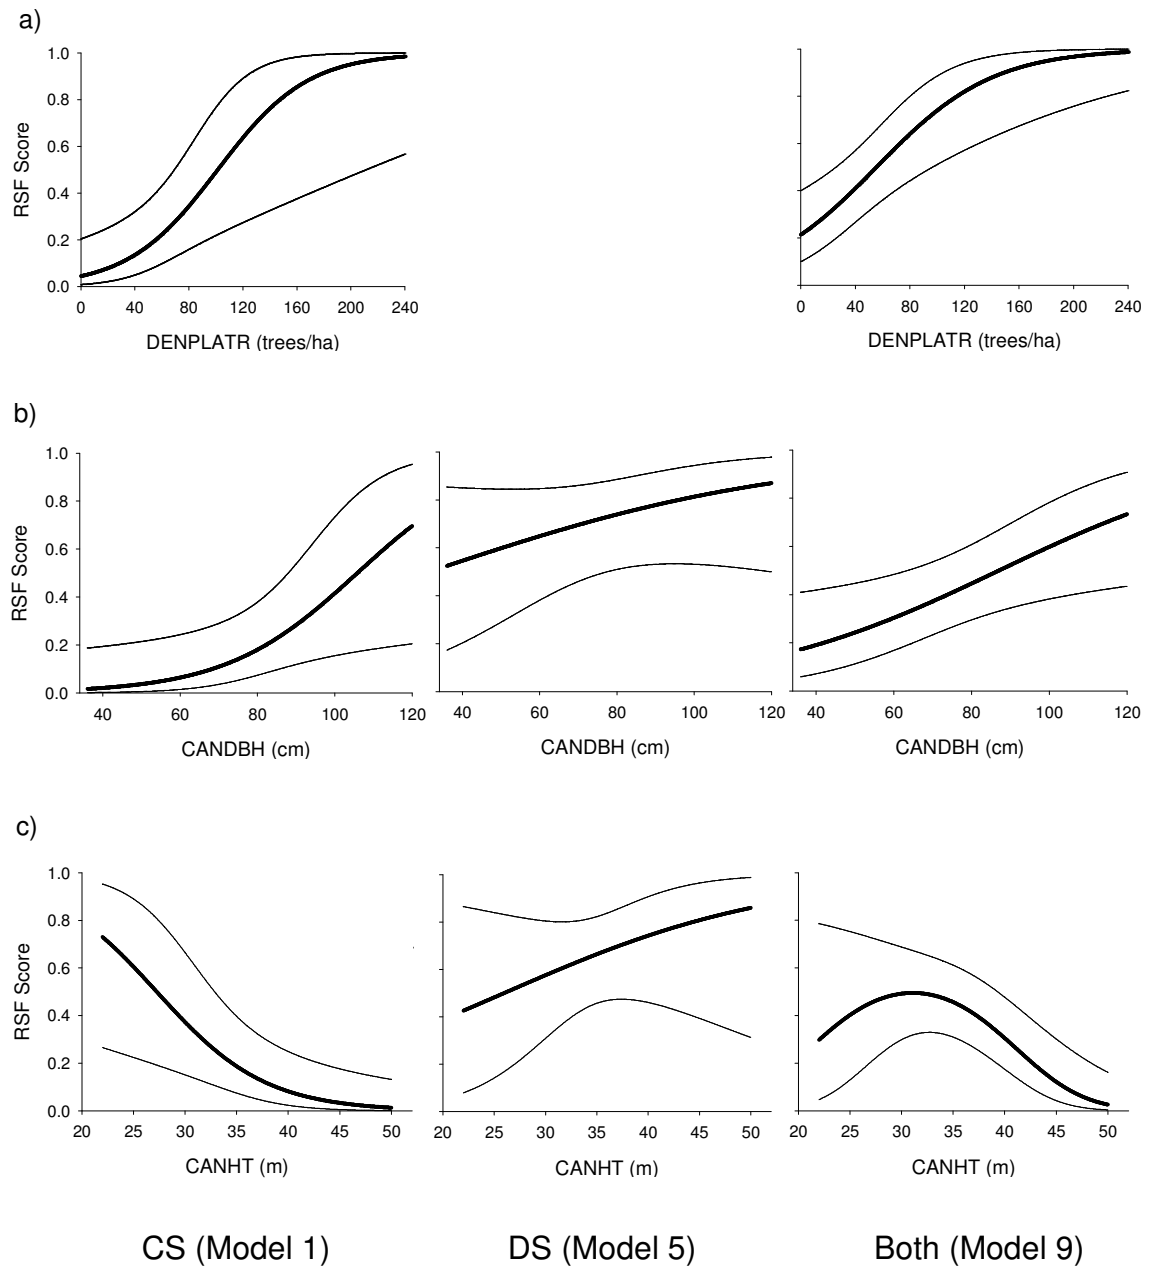 a)
1.0
0.8
0.6
0.4
0.2
0.0
RSF Score
0 40 80 120 160 200 240
DENPLATR (trees/ha)
0 40 80 120 160 200 240
DENPLATR (trees/ha)
b)
1.0
0.8
0.6
0.4
0.2
0.0
RSF Score
40 60 80 100 120
CANDBH (cm)
40 60 80 100 120
CANDBH (cm)
40 60 80 100 120
CANDBH (cm)
c)
1.0
0.8
0.6
0.4
0.2
0.0
RSF Score
20 25 30 35 40 45 50
CANHT (m)
20 25 30 35 40 45 50
CANHT (m)
20 25 30 35 40 45 50
CANHT (m)
CS (Model 1)
DS (Model 5)
Both (Model 9)